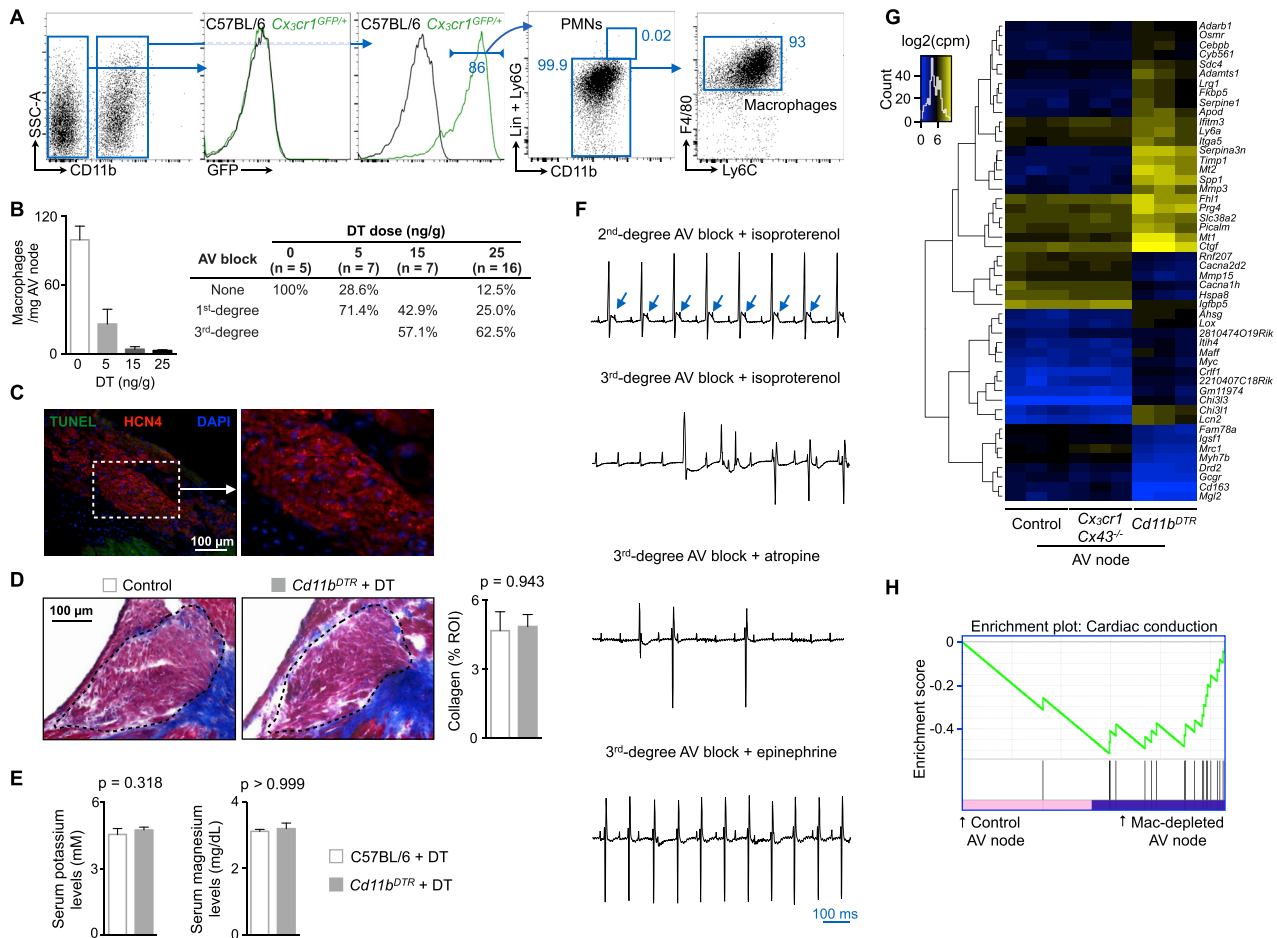 A
C57BL/6 Cx3cr1GFP/+
C57BL/6 Cx3cr1GFP/+
PMNs
0.02
93
86
99.9
Macrophages
SSC-A
CD11b
GFP
Lin + Ly6G
CD11b
F4/80
Ly6C
B
Macrophages
/mg AV node
120
60
0
0 5 15 25
DT (ng/g)
DT dose (ng/g)
AV block
0 5 15 25
(n = 5) (n = 7) (n = 7) (n = 16)
None 100% 28.6% 12.5%
1st-degree 71.4% 42.9% 25.0%
3rd-degree 57.1% 62.5%
C
TUNEL HCN4 DAPI
100 µm
D
Control
Cd11bDTR + DT
100 µm
p = 0.943
Collagen (% ROI)
6
3
0
E
p = 0.318
Serum potassium
levels (mM)
6
3
0
p > 0.999
Serum magnesium
levels (mg/dL)
4
2
0
C57BL/6 + DT
Cd11bDTR + DT
F
2nd-degree AV block + isoproterenol
3rd-degree AV block + isoproterenol
3rd-degree AV block + atropine
3rd-degree AV block + epinephrine
100 ms
G
log2(cpm)
Count
40
20
0
0 6
Adarb1
Osmr
Cebpb
Cyb561
Sdc4
Adamts1
Lrg1
Fkbp5
Serpine1
Apod
Ifitm3
Ly6a
Itga5
Serpina3n
Timp1
Mt2
Spp1
Mmp3
Fhl1
Prg4
Slc38a2
Picalm
Mt1
Ctgf
Rnf207
Cacna2d2
Mmp15
Cacna1h
Hspa8
Igfbp5
Ahsg
Lox
2810474O19Rik
Itih4
Maff
Myc
Crlf1
2210407C18Rik
Gm11974
Chi3l3
Chi3l1
Lcn2
Fam78a
Igsf1
Mrc1
Myh7b
Drd2
Gcgr
Cd163
Mgl2
Control
Cx3cr1
Cx43-/-
Cd11bDTR
AV node
H
Enrichment plot: Cardiac conduction
Enrichment score
0
-0.2
-0.4
↑ Control
AV node
↑ Mac-depleted
AV node